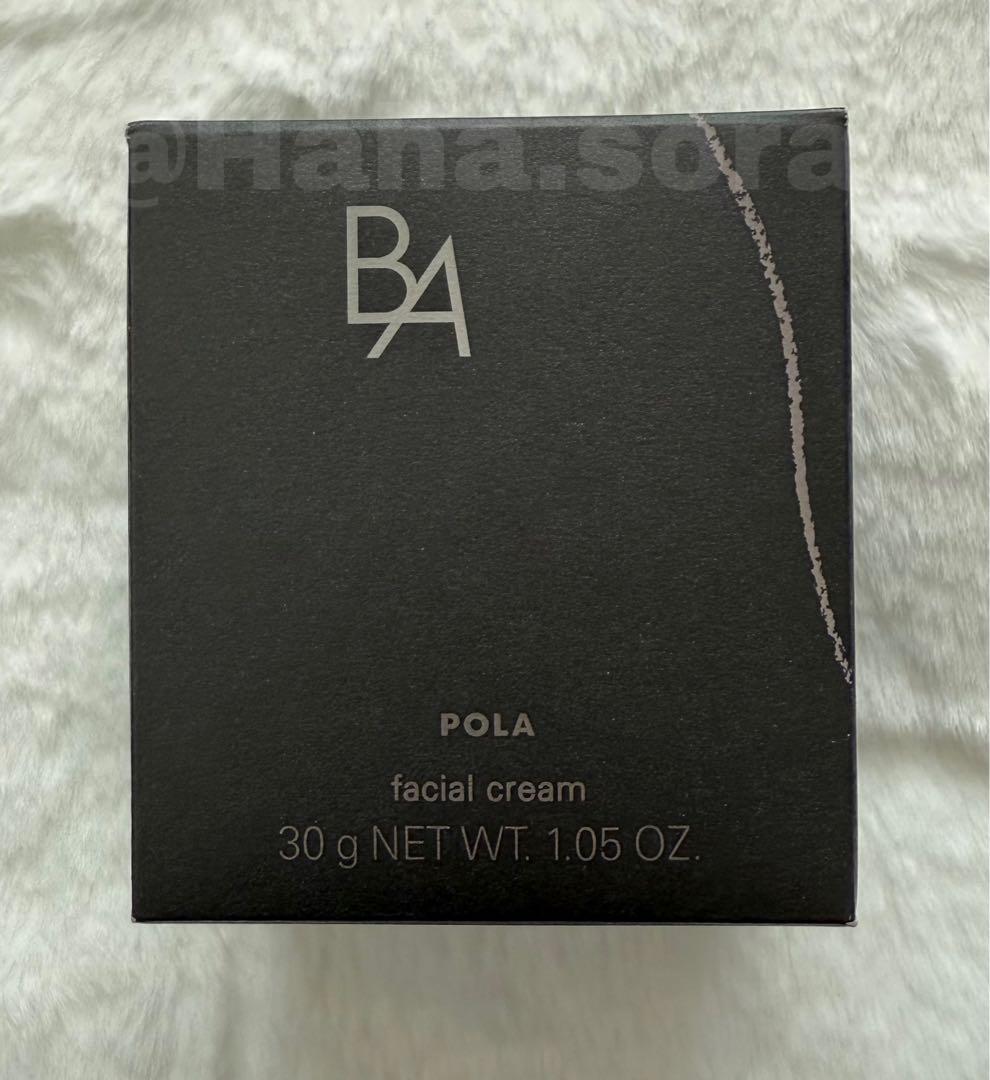 @Hana.sora
BA
POLA
facial cream
30 g NET WT. 1.05 OZ.